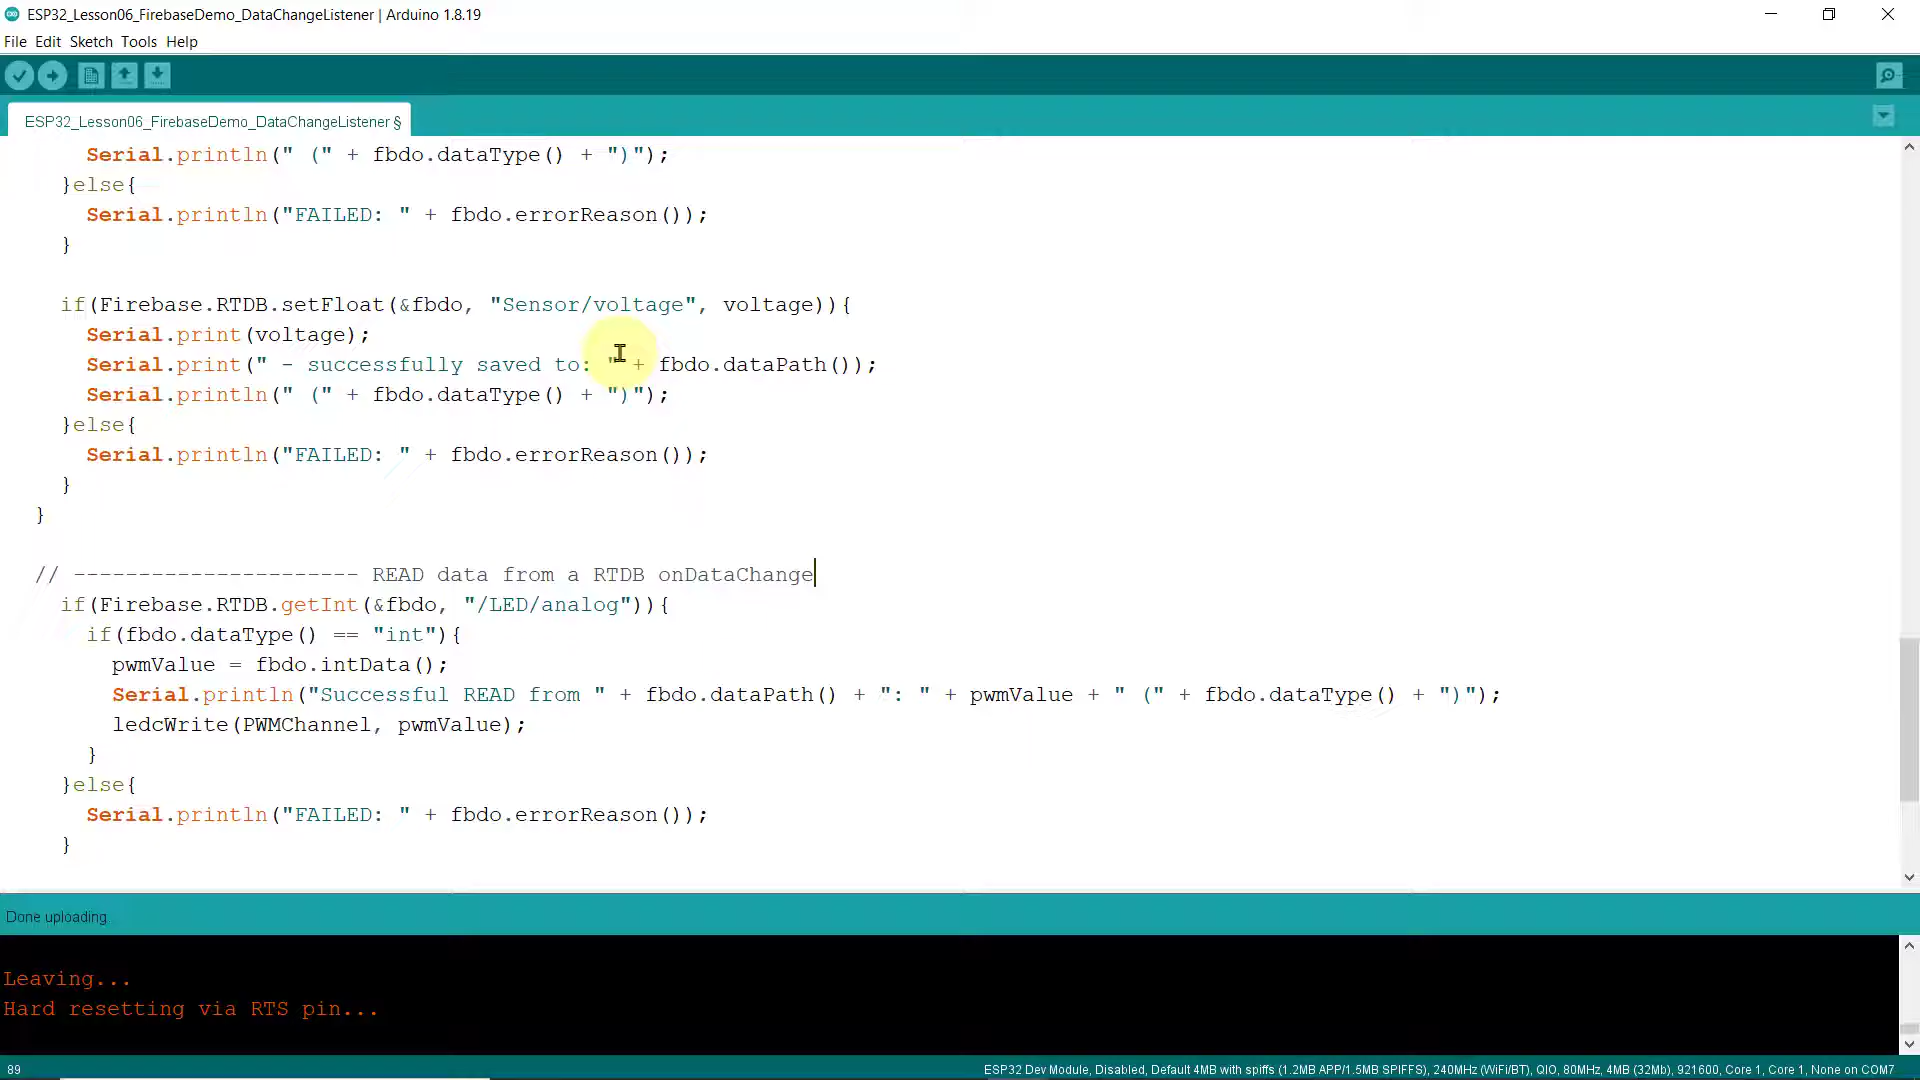 ESP32_Lesson06_FirebaseDemo_DataChangeListener | Arduino 1.8.19
File Edit Sketch Tools Help
ESP32_Lesson06_FirebaseDemo_DataChangeListener §
Serial.println(" (" + fbdo.dataType() + ")");
}else{
Serial.println("FAILED: " + fbdo.errorReason());
}
if(Firebase.RTDB.setFloat(&fbdo, "Sensor/voltage", voltage)){
Serial.print(voltage);
Serial.print(" - successfully saved to: " + fbdo.dataPath());
Serial.println(" (" + fbdo.dataType() + ")");
}else{
Serial.println("FAILED: " + fbdo.errorReason());
}
}
// ---------------------- READ data from a RTDB onDataChange
if(Firebase.RTDB.getInt(&fbdo, "/LED/analog")){
if(fbdo.dataType() == "int"){
pwmValue = fbdo.intData();
Serial.println("Successful READ from " + fbdo.dataPath() + ": " + pwmValue + " (" + fbdo.dataType() + ")");
ledcWrite(PWMChannel, pwmValue);
}
}else{
Serial.println("FAILED: " + fbdo.errorReason());
}
Done uploading.
Leaving...
Hard resetting via RTS pin...
89
ESP32 Dev Module, Disabled, Default 4MB with spiffs (1.2MB APP/1.5MB SPIFFS), 240MHz (WiFi/BT), QIO, 80MHz, 4MB (32Mb), 921600, Core 1, Core 1, None on COM7